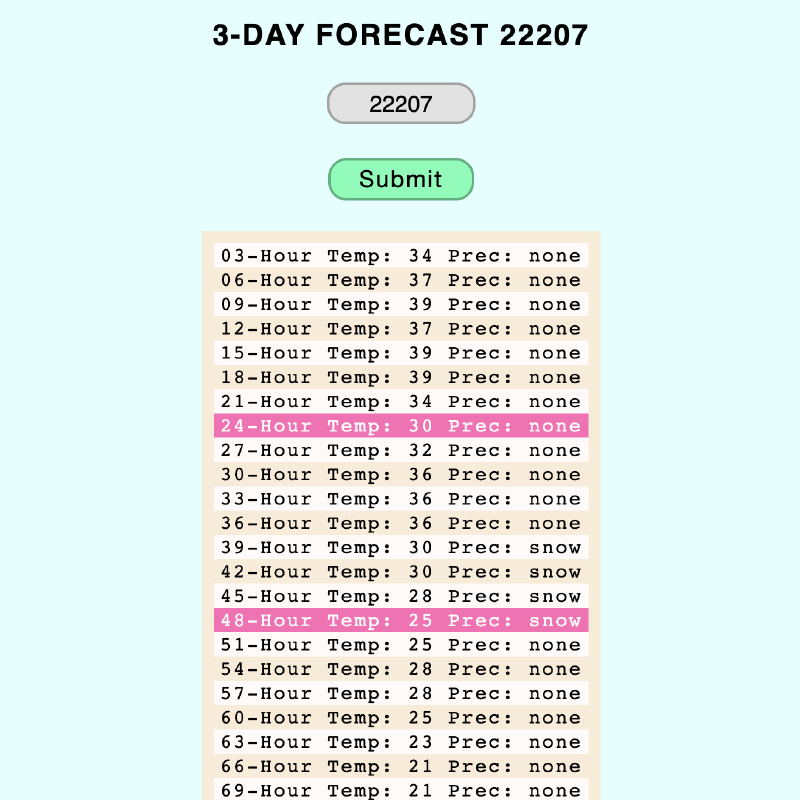 3-DAY FORECAST 22207
22207
Submit
03-Hour Temp: 34 Prec: none
06-Hour Temp: 37 Prec: none
09-Hour Temp: 39 Prec: none
12-Hour Temp: 37 Prec: none
15-Hour Temp: 39 Prec: none
18-Hour Temp: 39 Prec: none
21-Hour Temp: 34 Prec: none
24-Hour Temp: 30 Prec: none
27-Hour Temp: 32 Prec: none
30-Hour Temp: 36 Prec: none
33-Hour Temp: 36 Prec: none
36-Hour Temp: 36 Prec: none
39-Hour Temp: 30 Prec: snow
42-Hour Temp: 30 Prec: snow
45-Hour Temp: 28 Prec: snow
48-Hour Temp: 25 Prec: snow
51-Hour Temp: 25 Prec: none
54-Hour Temp: 28 Prec: none
57-Hour Temp: 28 Prec: none
60-Hour Temp: 25 Prec: none
63-Hour Temp: 23 Prec: none
66-Hour Temp: 21 Prec: none
69-Hour Temp: 21 Prec: none